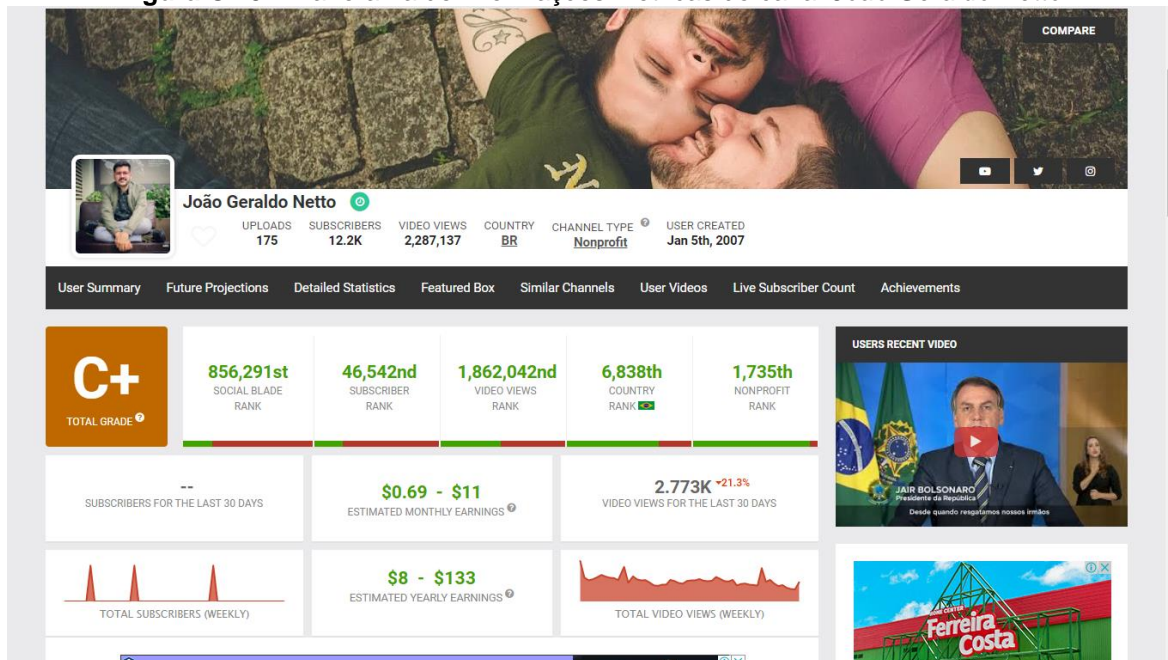 COMPARE
João Geraldo Netto
UPLOADS SUBSCRIBERS VIDEO VIEWS COUNTRY CHANNEL TYPE USER CREATED
175 12.2K 2,287,137 BR Nonprofit Jan 5th, 2007
User Summary Future Projections Detailed Statistics Featured Box Similar Channels User Videos Live Subscriber Count Achievements
C+
TOTAL GRADE
856,291st 46,542nd 1,862,042nd 6,838th 1,735th
SOCIAL BLADE SUBSCRIBER VIDEO VIEWS COUNTRY NONPROFIT
RANK RANK RANK RANK RANK
USERS RECENT VIDEO
JAIR BOLSONARO
Presidente da República
Desde quando resgatamos nossos irmãos
--
SUBSCRIBERS FOR THE LAST 30 DAYS
$0.69 - $11
ESTIMATED MONTHLY EARNINGS
2.773K 21.3%
VIDEO VIEWS FOR THE LAST 30 DAYS
TOTAL SUBSCRIBERS (WEEKLY)
$8 - $133
ESTIMATED YEARLY EARNINGS
TOTAL VIDEO VIEWS (WEEKLY)
HOME CENTER
Ferreira
Costa